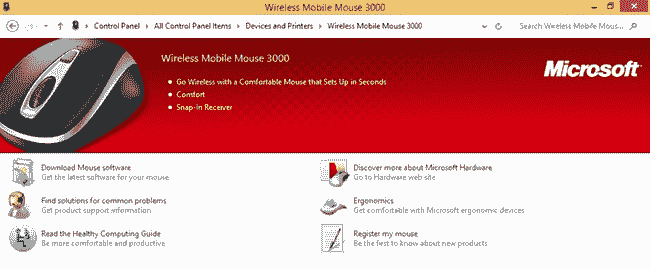 Wireless Mobile Mouse 3000
Control Panel
All Control Panel Items
Devices and Printers
Wireless Mobile Mouse 3000
Search Wireless Mobile Mous...
Wireless Mobile Mouse 3000
Go Wireless with a Comfortable Mouse that Sets Up in Seconds
Comfort
Snap-In Receiver
Microsoft
Download Mouse software
Get the latest software for your mouse
Discover more about Microsoft Hardware
Go to Hardware web site
Find solutions for common problems
Get product support information
Ergonomics
Get comfortable with Microsoft ergonomic devices
Read the Healthy Computing Guide
Be more comfortable and productive
Register my mouse
Be the first to know about new products